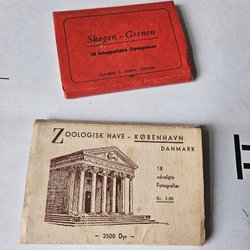 Skagen - Grenen
18 fotografiske Optagelser
ZOOLOGISK HAVE - KØBENHAVN
DANMARK
18
udvalgte
Fotografier
Kr. 2.00
- 2500 Dyr -